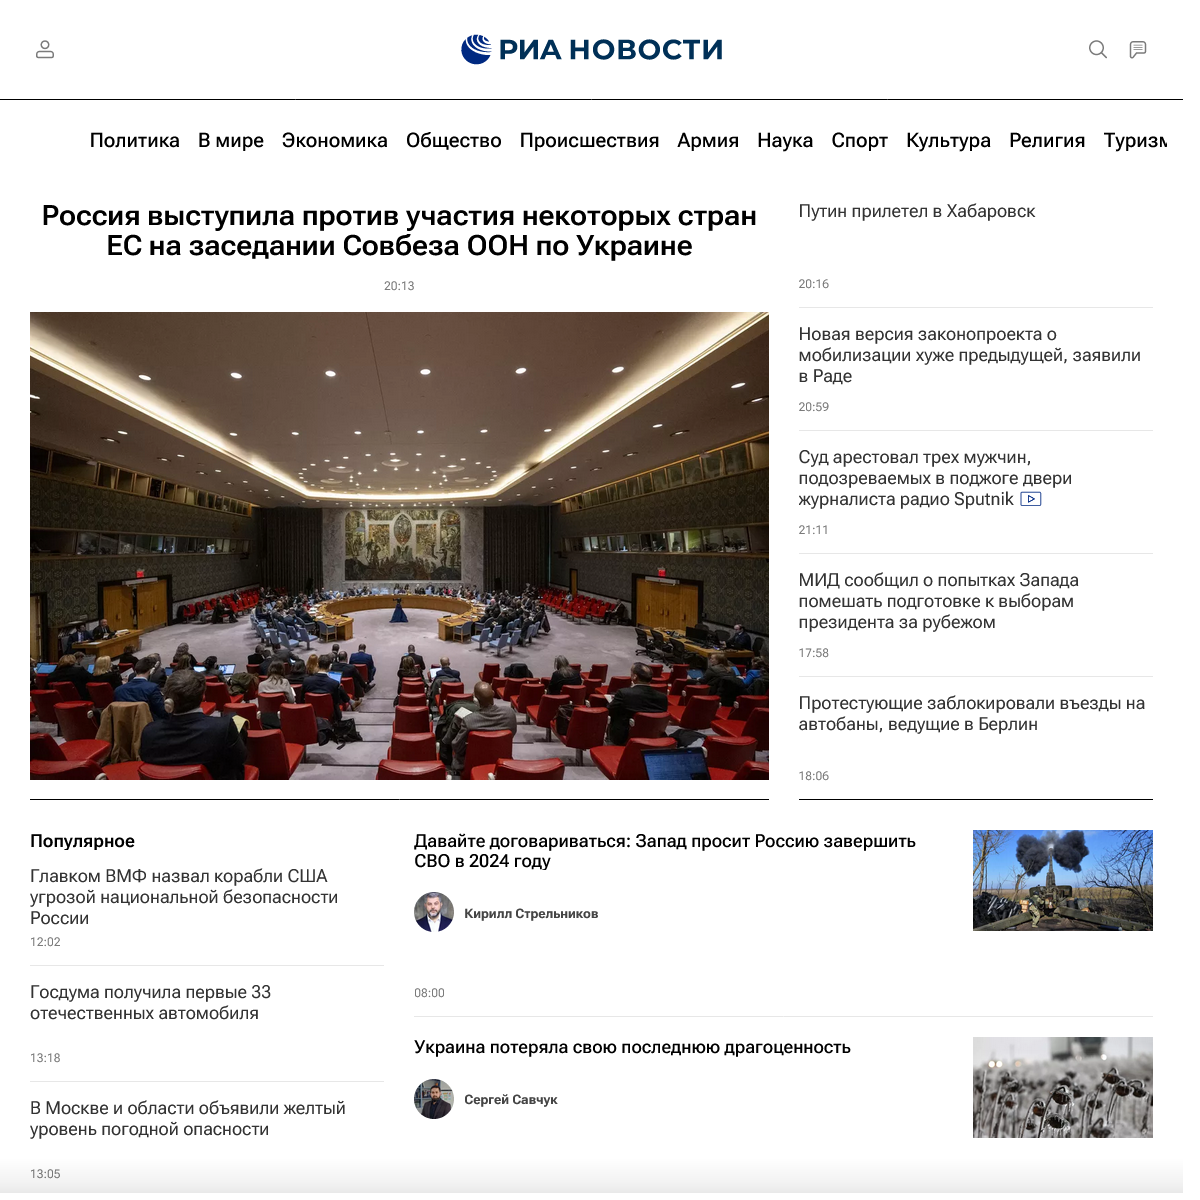 РИА НОВОСТИ
Политика В мире Экономика Общество Происшествия Армия Наука Спорт Культура Религия Туризм
Россия выступила против участия некоторых стран
ЕС на заседании Совбеза ООН по Украине
20:13
Путин прилетел в Хабаровск
20:16
Новая версия законопроекта о
мобилизации хуже предыдущей, заявили
в Раде
20:59
Суд арестовал трех мужчин,
подозреваемых в поджоге двери
журналиста радио Sputnik
21:11
МИД сообщил о попытках Запада
помешать подготовке к выборам
президента за рубежом
17:58
Протестующие заблокировали въезды на
автобаны, ведущие в Берлин
18:06
Популярное
Главком ВМФ назвал корабли США
угрозой национальной безопасности
России
12:02
Госдума получила первые 33
отечественных автомобиля
13:18
В Москве и области объявили желтый
уровень погодной опасности
13:05
Давайте договариваться: Запад просит Россию завершить
СВО в 2024 году
Кирилл Стрельников
08:00
Украина потеряла свою последнюю драгоценность
Сергей Савчук